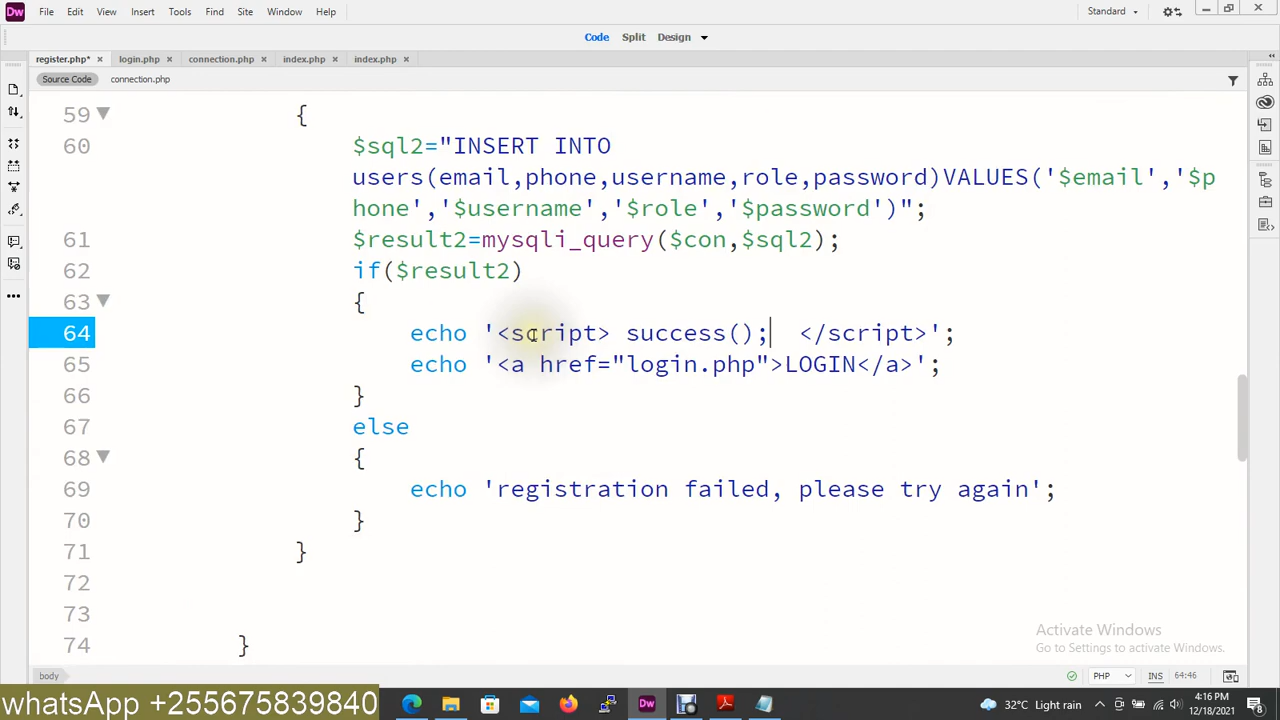 Dw File Edit View Insert Tools Find Site Window Help Standard
Code Split Design
register.php* login.php connection.php index.php index.php
Source Code connection.php
59 {
60 $sql2="INSERT INTO
users(email,phone,username,role,password)VALUES('$email','$p
hone','$username','$role','$password')";
61 $result2=mysqli_query($con,$sql2);
62 if($result2)
63 {
64 echo '<script> success(); </script>';
65 echo '<a href="login.php">LOGIN</a>';
66 }
67 else
68 {
69 echo 'registration failed, please try again';
70 }
71 }
72
73
74 }
Activate Windows
Go to Settings to activate Windows.
body PHP INS 64:46
whatsApp +255675839840
Dw
32°C Light rain
4:16 PM
12/18/2021